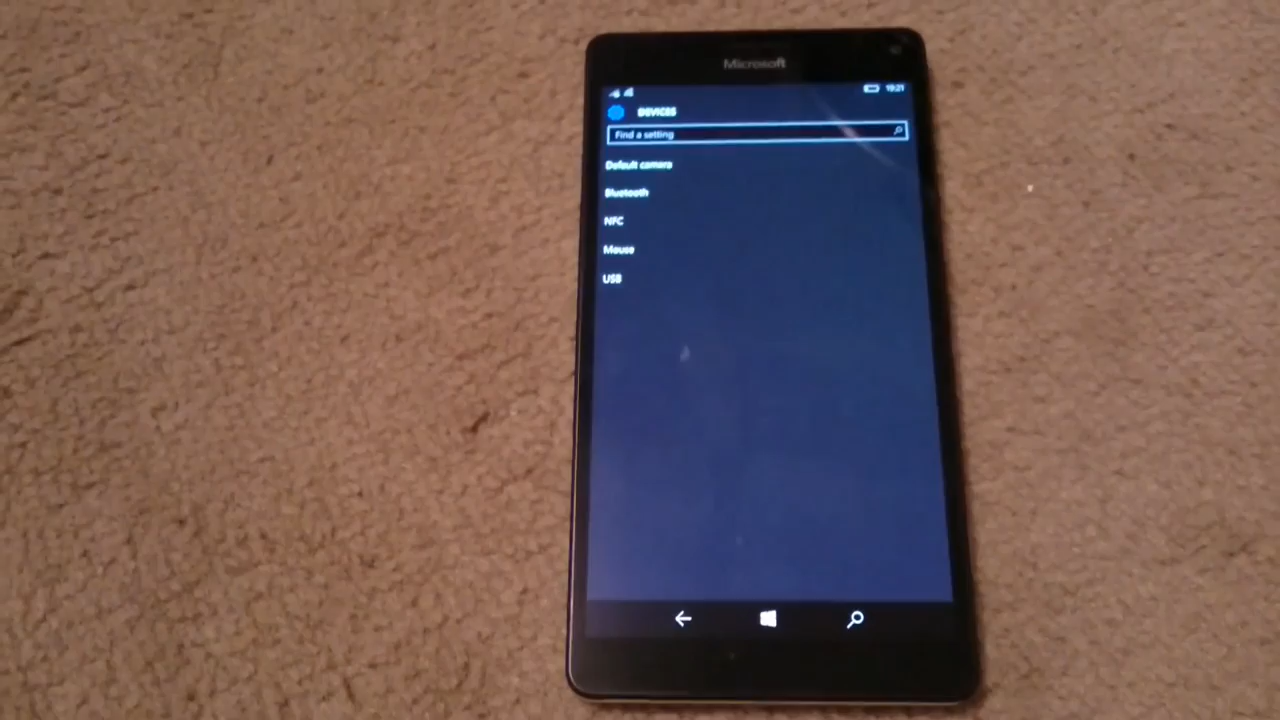 Microsoft
19:21
DEVICES
Find a setting
Default camera
Bluetooth
NFC
Mouse
USB